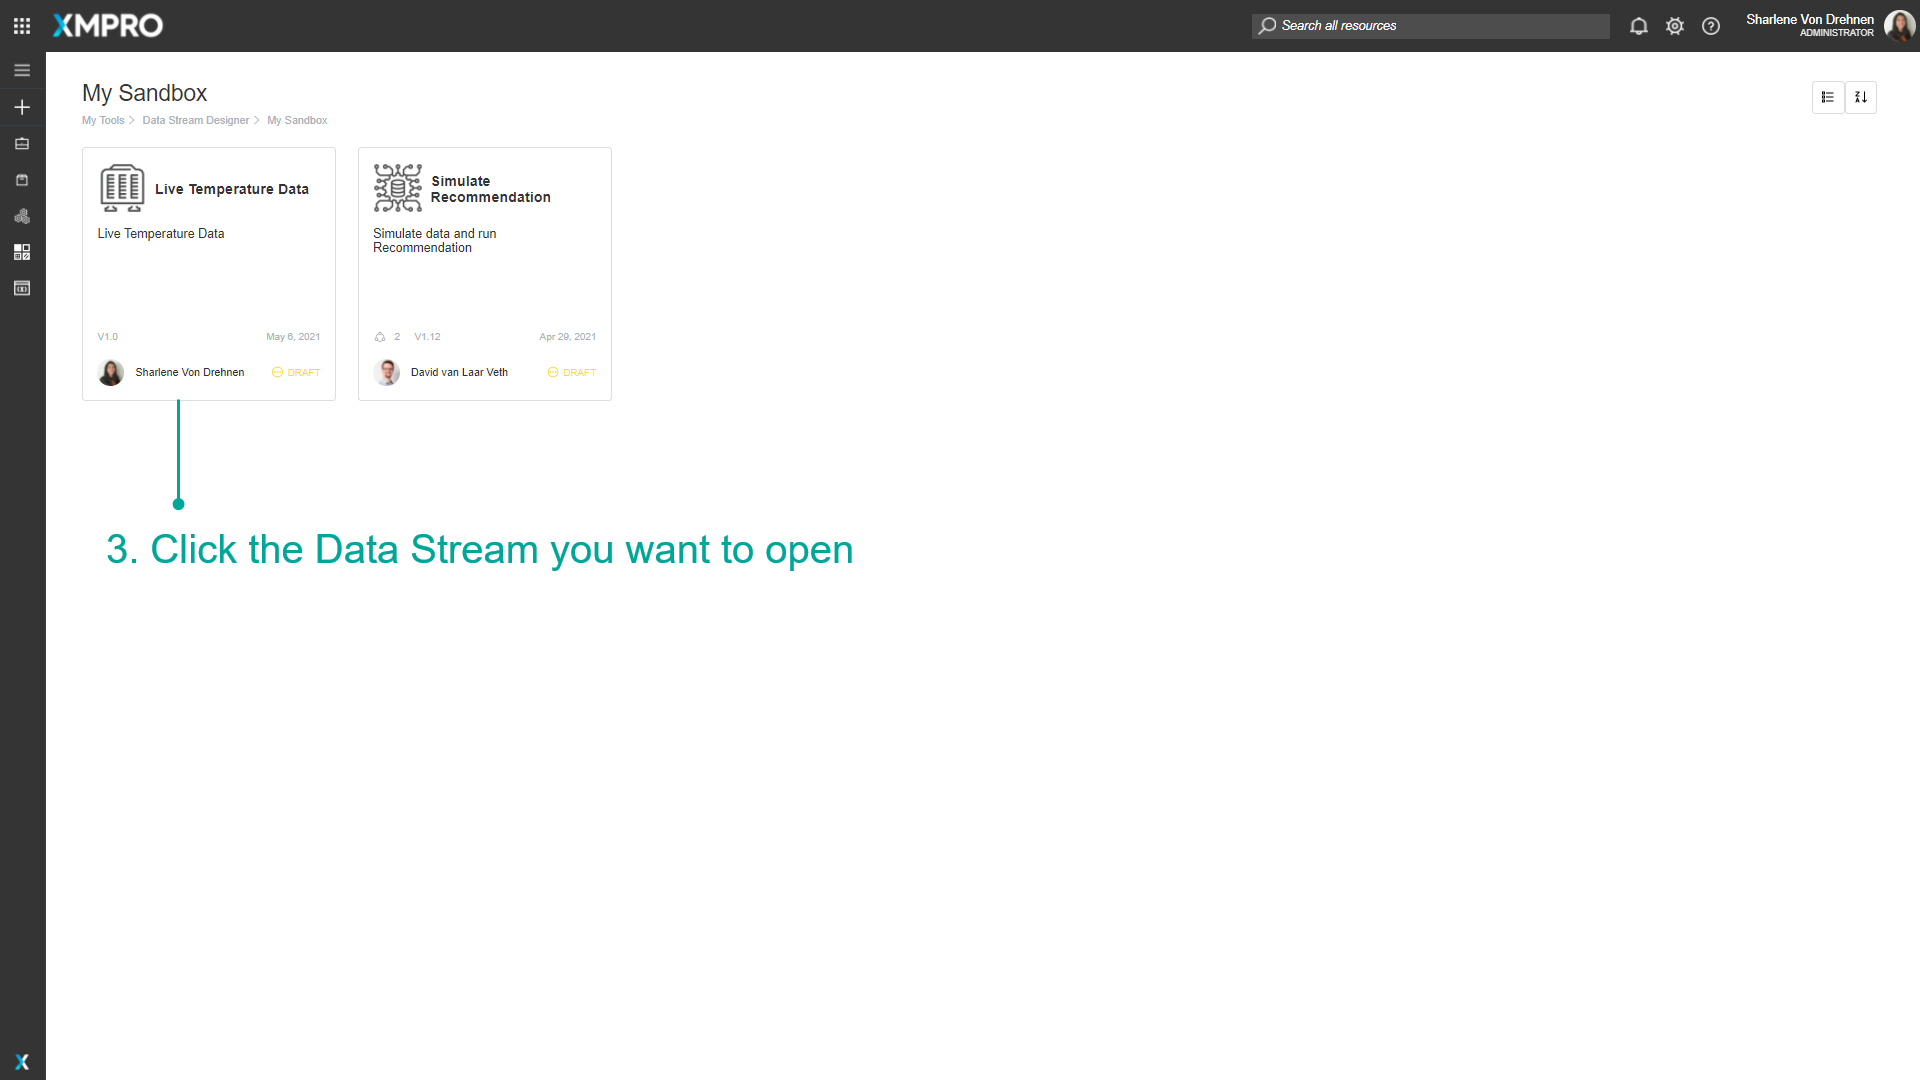 XMPRO
Search all resources
Sharlene Von Drehnen
ADMINISTRATOR
My Sandbox
My Tools > Data Stream Designer > My Sandbox
Live Temperature Data
Live Temperature Data
V1.0 May 6, 2021
Sharlene Von Drehnen DRAFT
Simulate
Recommendation
Simulate data and run
Recommendation
2 V1.12 Apr 29, 2021
David van Laar Veth DRAFT
3. Click the Data Stream you want to open